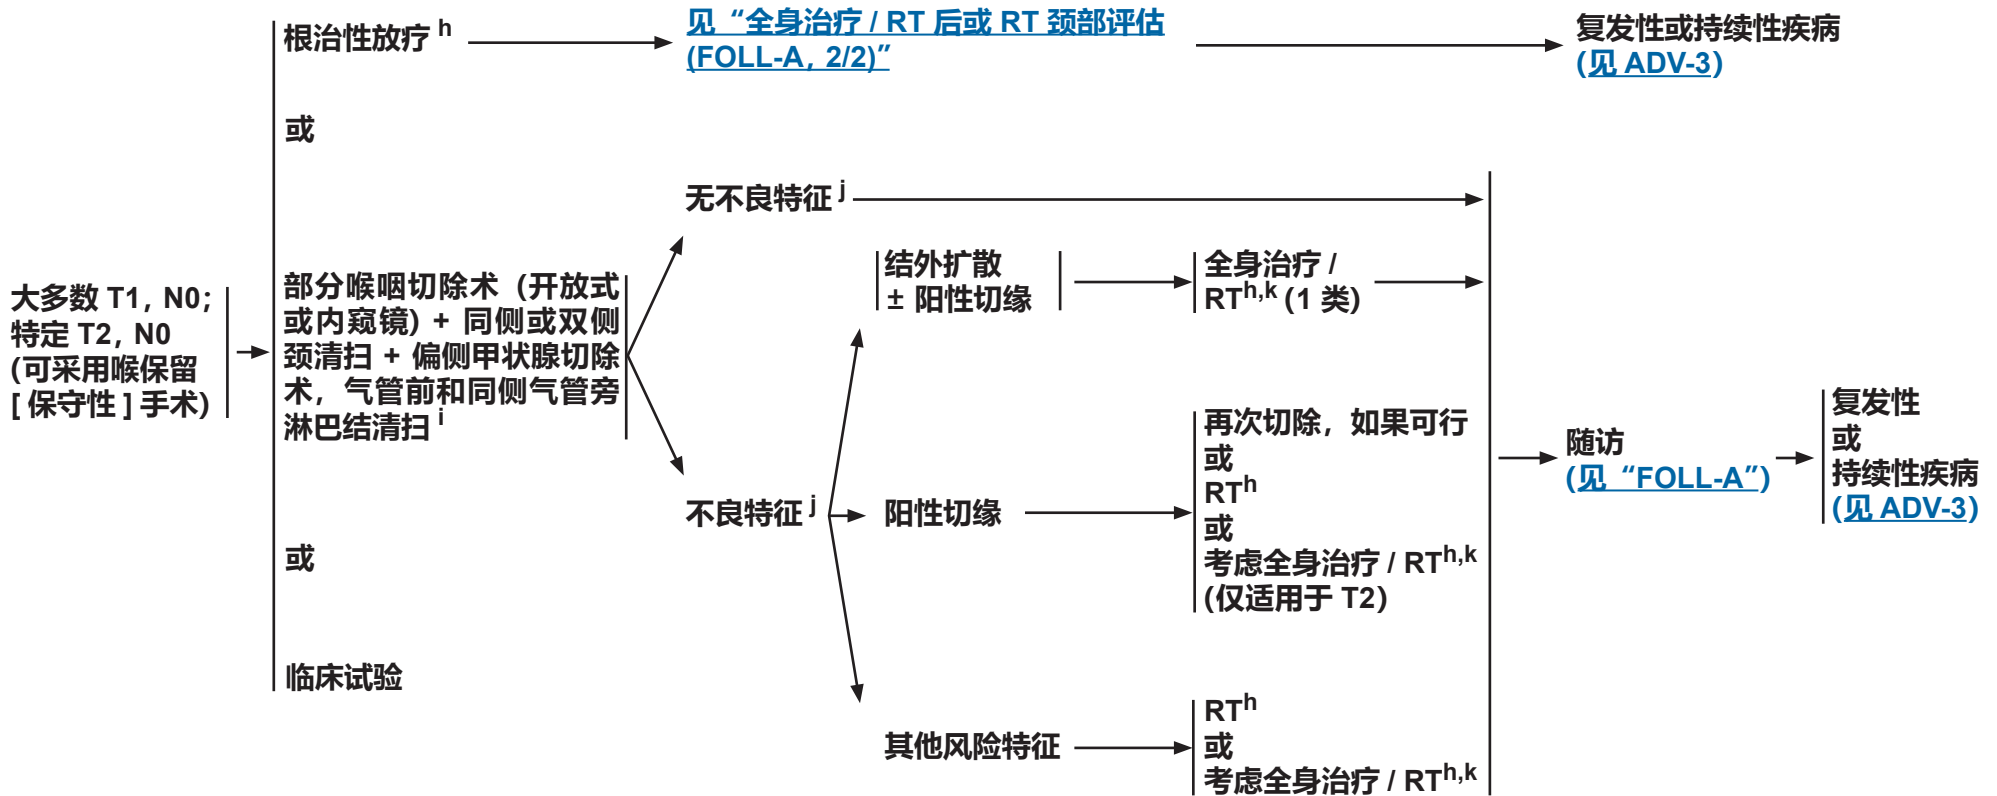 根治性放疗 h
见“全身治疗 / RT 后或 RT 颈部评估
(FOLL-A, 2/2)”
复发性或持续性疾病
(见 ADV-3)
或
无不良特征 j
大多数 T1, N0;
特定 T2, N0
(可采用喉保留
[ 保守性 ] 手术)
部分喉咽切除术（开放式
或内窥镜) + 同侧或双侧
颈清扫 + 偏侧甲状腺切除
术，气管前和同侧气管旁
淋巴结清扫 i
结外扩散
± 阳性切缘
全身治疗 /
RTh,k (1 类)
不良特征 j
阳性切缘
再次切除，如果可行
或
RTh
或
考虑全身治疗 / RTh,k
(仅适用于 T2)
随访
(见“FOLL-A”)
复发性
或
持续性疾病
(见 ADV-3)
或
临床试验
其他风险特征
RTh
或
考虑全身治疗 / RTh,k